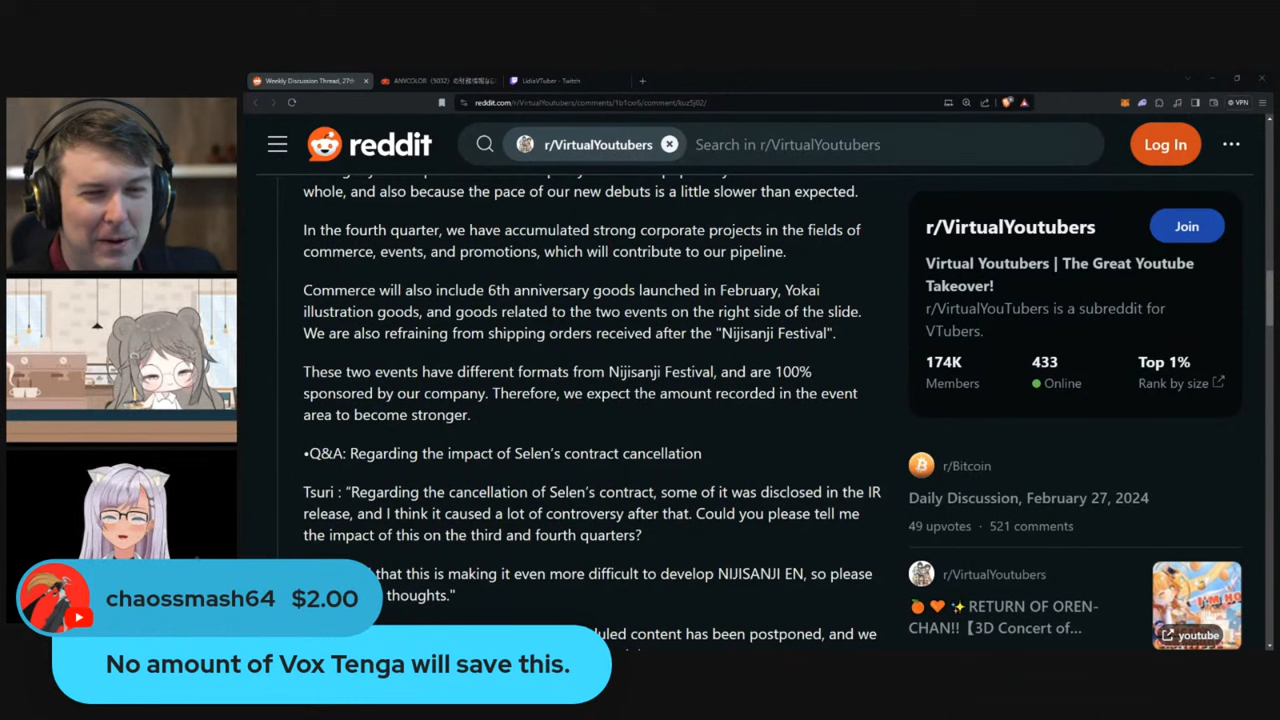 Weekly Discussion Thread, 27th
ANYCOLOR (5032)
LidiaVTuber - Twitch
reddit.com/r/VirtualYoutubers/comments/1b1cxr6/comment/ksz5j02/
VPN
reddit
r/VirtualYoutubers
Search in r/VirtualYoutubers
Log In
whole, and also because the pace of our new debuts is a little slower than expected.
In the fourth quarter, we have accumulated strong corporate projects in the fields of
commerce, events, and promotions, which will contribute to our pipeline.
Commerce will also include 6th anniversary goods launched in February, Yokai
illustration goods, and goods related to the two events on the right side of the slide.
We are also refraining from shipping orders received after the "Nijisanji Festival".
These two events have different formats from Nijisanji Festival, and are 100%
sponsored by our company. Therefore, we expect the amount recorded in the event
area to become stronger.
•Q&A: Regarding the impact of Selen's contract cancellation
Tsuri : "Regarding the cancellation of Selen's contract, some of it was disclosed in the IR
release, and I think it caused a lot of controversy after that. Could you please tell me
the impact of this on the third and fourth quarters?
that this is making it even more difficult to develop NIJISANJI EN, so please
thoughts."
content has been postponed, and we
r/VirtualYoutubers
Join
Virtual Youtubers | The Great Youtube
Takeover!
r/VirtualYouTubers is a subreddit for
VTubers.
174K
433
Top 1%
Members
Online
Rank by size
r/Bitcoin
Daily Discussion, February 27, 2024
49 upvotes · 521 comments
r/VirtualYoutubers
🍊 🧡 ✨RETURN OF OREN-
CHAN!!【3D Concert of...
I'M HO
youtube
chaossmash64 $2.00
No amount of Vox Tenga will save this.